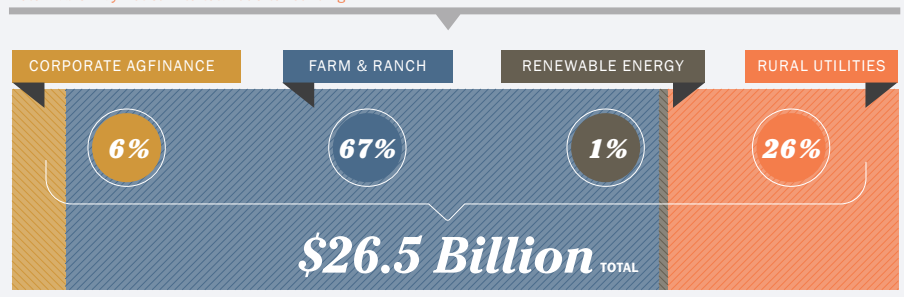 CORPORATE AGFINANCE
FARM & RANCH
RENEWABLE ENERGY
RURAL UTILITIES
6%
67%
1%
26%
$26.5 Billion TOTAL